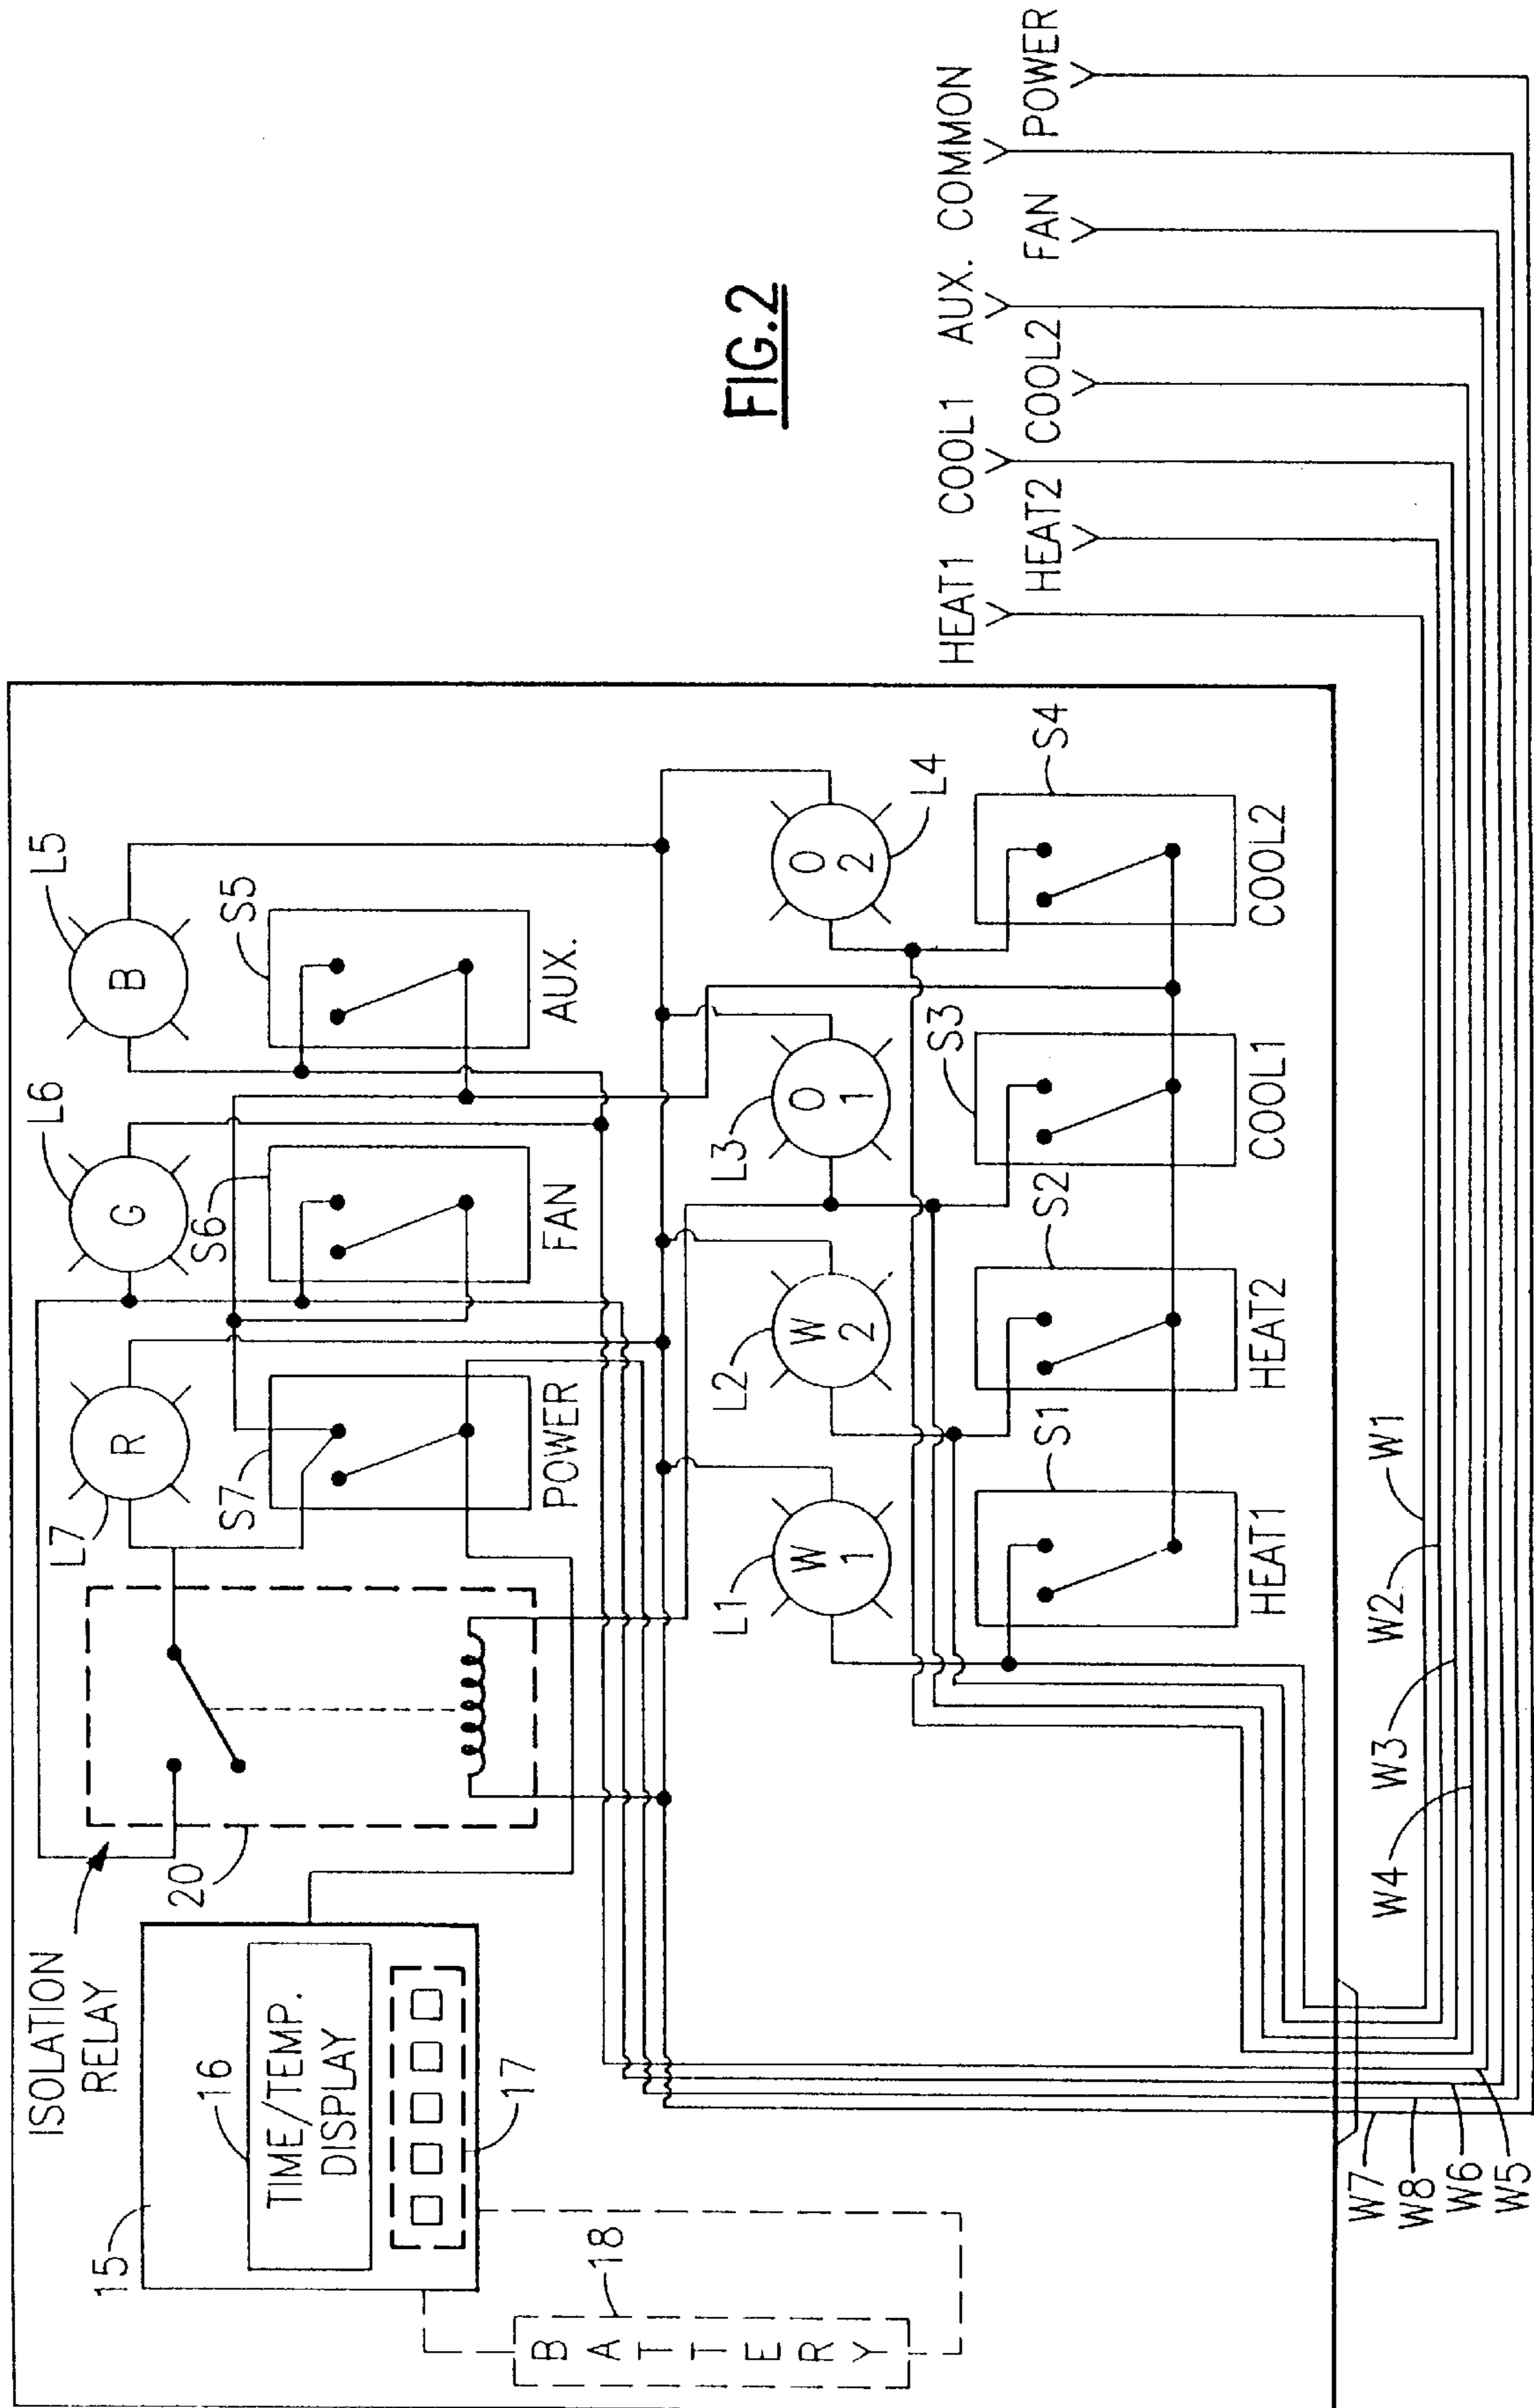 FIG.2
ISOLATION
RELAY
20
15
16
TIME/TEMP.
DISPLAY
17
18
BATTERY
L7
R
S7
POWER
L6
G
S6
FAN
L5
B
S5
AUX.
L1
W
1
S1
HEAT1
L2
W
2
S2
HEAT2
L3
O
1
S3
COOL1
L4
O
2
S4
COOL2
HEAT1 COOL1 AUX. COMMON
HEAT2 COOL2 FAN POWER
W1
W2
W3
W4
W7
W8
W6
W5